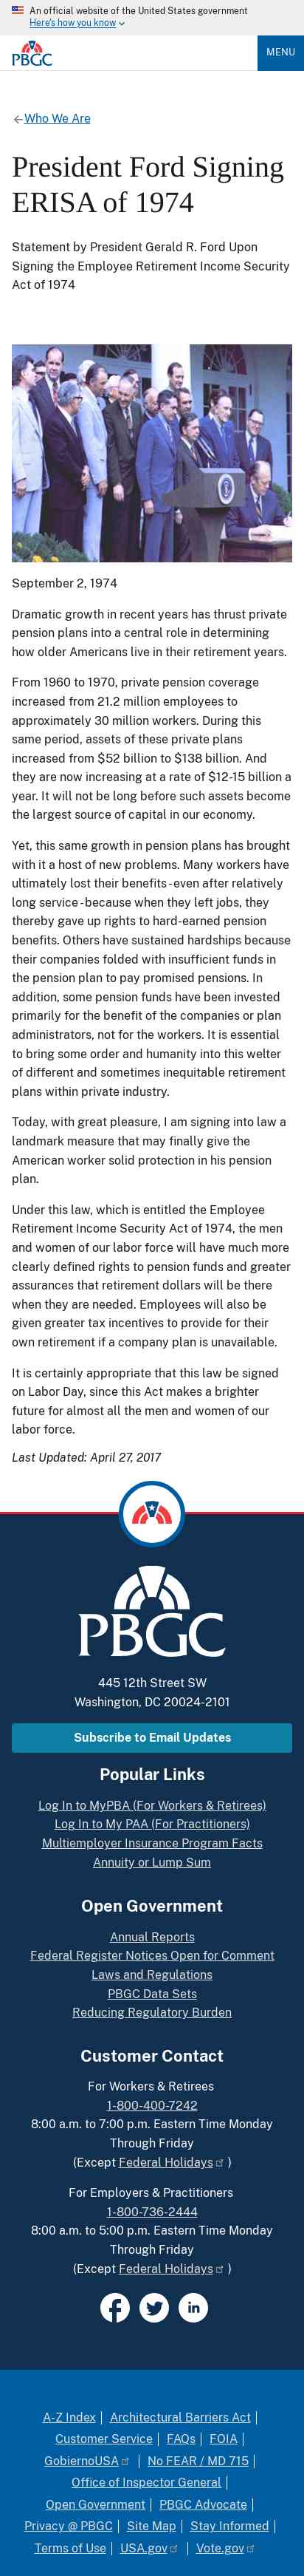 An official website of the United States government
Here's how you know
PBGC
MENU
Who We Are
President Ford Signing
ERISA of 1974
Statement by President Gerald R. Ford Upon
Signing the Employee Retirement Income Security
Act of 1974
September 2, 1974
Dramatic growth in recent years has thrust private
pension plans into a central role in determining
how older Americans live in their retirement years.
From 1960 to 1970, private pension coverage
increased from 21.2 million employees to
approximately 30 million workers. During this
same period, assets of these private plans
increased from $52 billion to $138 billion. And
they are now increasing at a rate of $12-15 billion a
year. It will not be long before such assets become
the largest source of capital in our economy.
Yet, this same growth in pension plans has brought
with it a host of new problems. Many workers have
ultimately lost their benefits-even after relatively
long service-because when they left jobs, they
thereby gave up rights to hard-earned pension
benefits. Others have sustained hardships because
their companies folded with insufficient funds in
the pension plan to pay promised pensions. In
addition, some pension funds have been invested
primarily for the benefit of the companies or plan
administrators, not for the workers. It is essential
to bring some order and humanity into this welter
of different and sometimes inequitable retirement
plans within private industry.
Today, with great pleasure, I am signing into law a
landmark measure that may finally give the
American worker solid protection in his pension
plan.
Under this law, which is entitled the Employee
Retirement Income Security Act of 1974, the men
and women of our labor force will have much more
clearly defined rights to pension funds and greater
assurances that retirement dollars will be there
when they are needed. Employees will also be
given greater tax incentives to provide for their
own retirement if a company plan is unavailable.
It is certainly appropriate that this law be signed
on Labor Day, since this Act makes a brighter
future for almost all the men and women of our
labor force.
Last Updated: April 27, 2017
PBGC
445 12th Street SW
Washington, DC 20024-2101
Subscribe to Email Updates
Popular Links
Log In to MyPBA (For Workers & Retirees)
Log In to My PAA (For Practitioners)
Multiemployer Insurance Program Facts
Annuity or Lump Sum
Open Government
Annual Reports
Federal Register Notices Open for Comment
Laws and Regulations
PBGC Data Sets
Reducing Regulatory Burden
Customer Contact
For Workers & Retirees
1-800-400-7242
8:00 a.m. to 7:00 p.m. Eastern Time Monday
Through Friday
(Except Federal Holidays )
For Employers & Practitioners
1-800-736-2444
8:00 a.m. to 5:00 p.m. Eastern Time Monday
Through Friday
(Except Federal Holidays )
in
A-Z Index | Architectural Barriers Act |
Customer Service | FAQs | FOIA |
GobiernoUSA | No FEAR / MD 715 |
Office of Inspector General |
Open Government | PBGC Advocate |
Privacy @ PBGC | Site Map | Stay Informed |
Terms of Use | USA.gov | Vote.gov